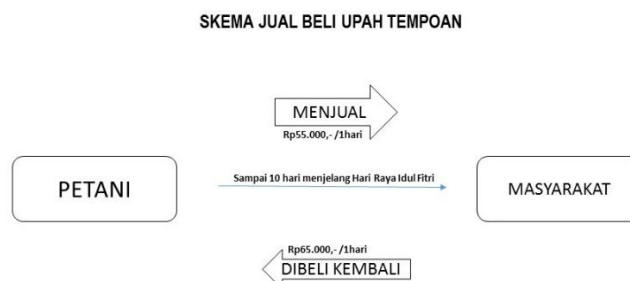 SKEMA JUAL BELI UPAH TEMPOAN
MENJUAL
Rp55.000,- /1hari
PETANI
Sampai 10 hari menjelang Hari Raya Idul Fitri
MASYARAKAT
Rp65.000,- /1hari
DIBELI KEMBALI